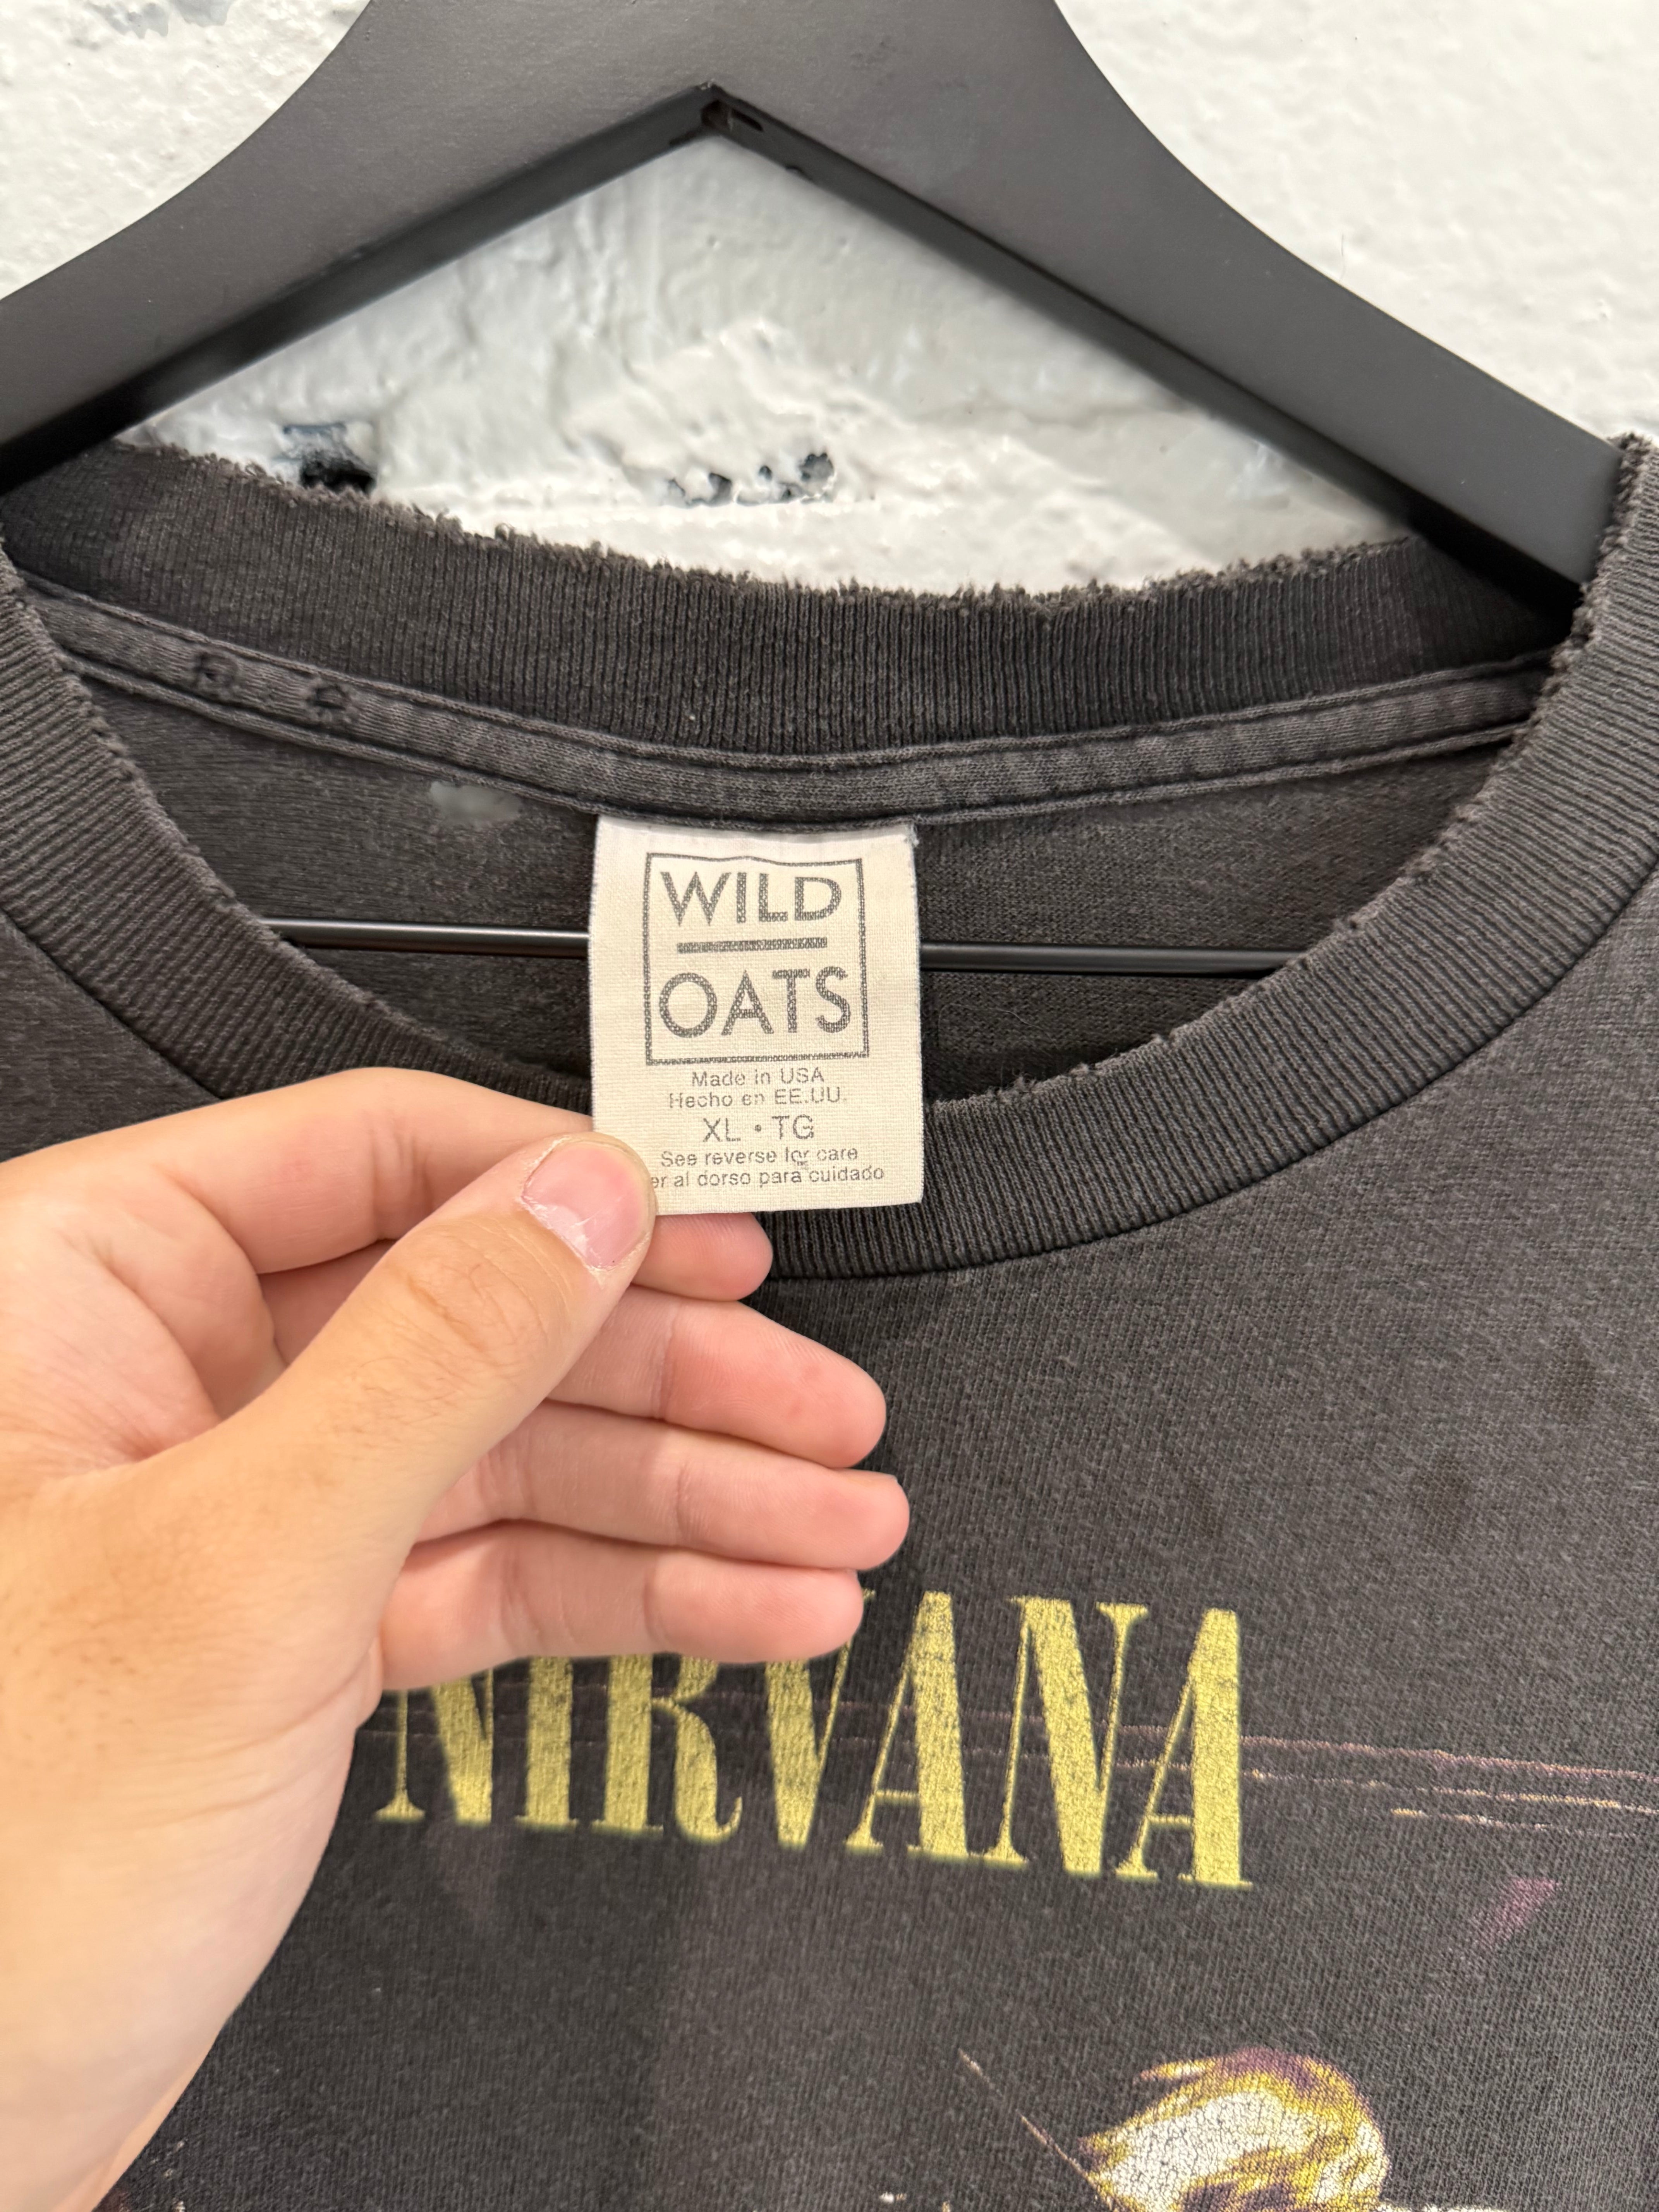 WILD
OATS
Made in USA
Hecho en EE.UU.
XL • TG
See reverse for care
er al dorso para cuidado
NIRVANA